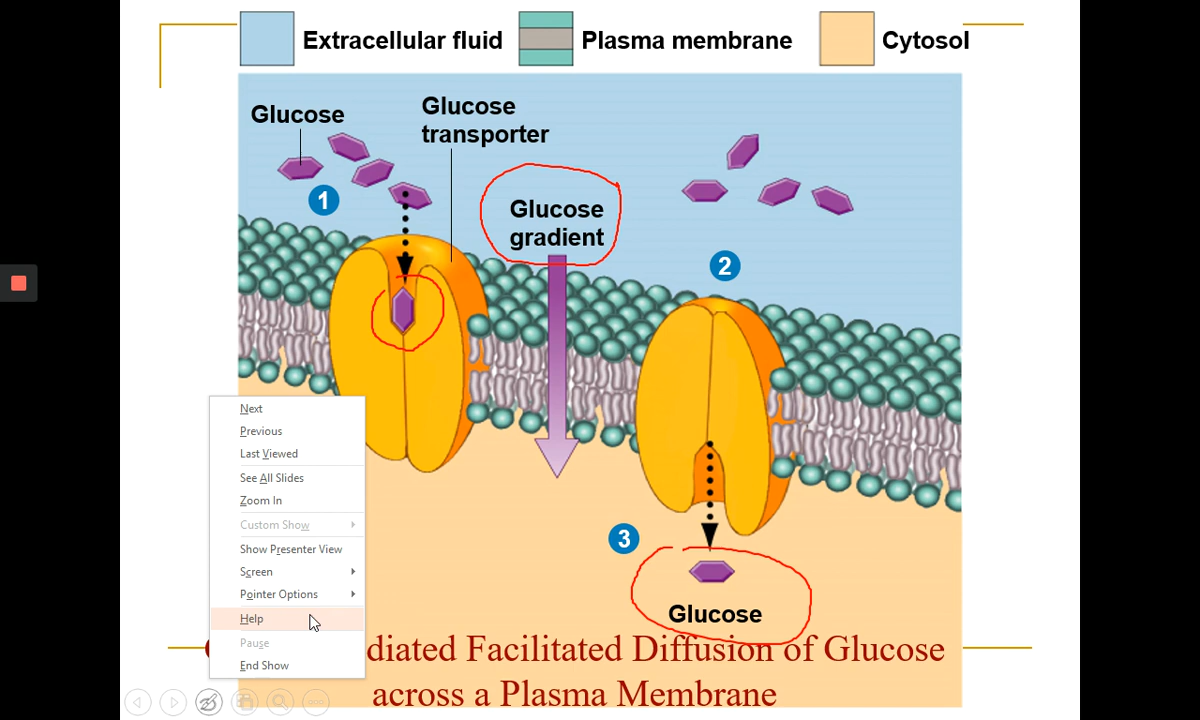 Extracellular fluid
Plasma membrane
Cytosol
Glucose
Glucose
transporter
1
Glucose
gradient
2
3
Glucose
Next
Previous
Last Viewed
See All Slides
Zoom In
Custom Show
Show Presenter View
Screen
Pointer Options
Help
Pause
End Show
diated Facilitated Diffusion of Glucose
across a Plasma Membrane